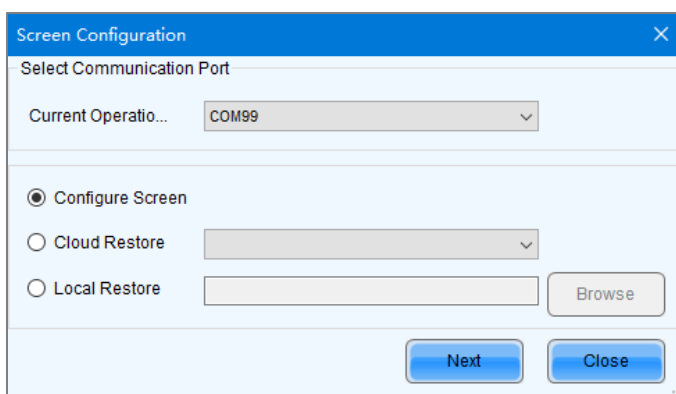 Screen Configuration
Select Communication Port
Current Operatio... COM99
Configure Screen
Cloud Restore
Local Restore Browse
Next Close